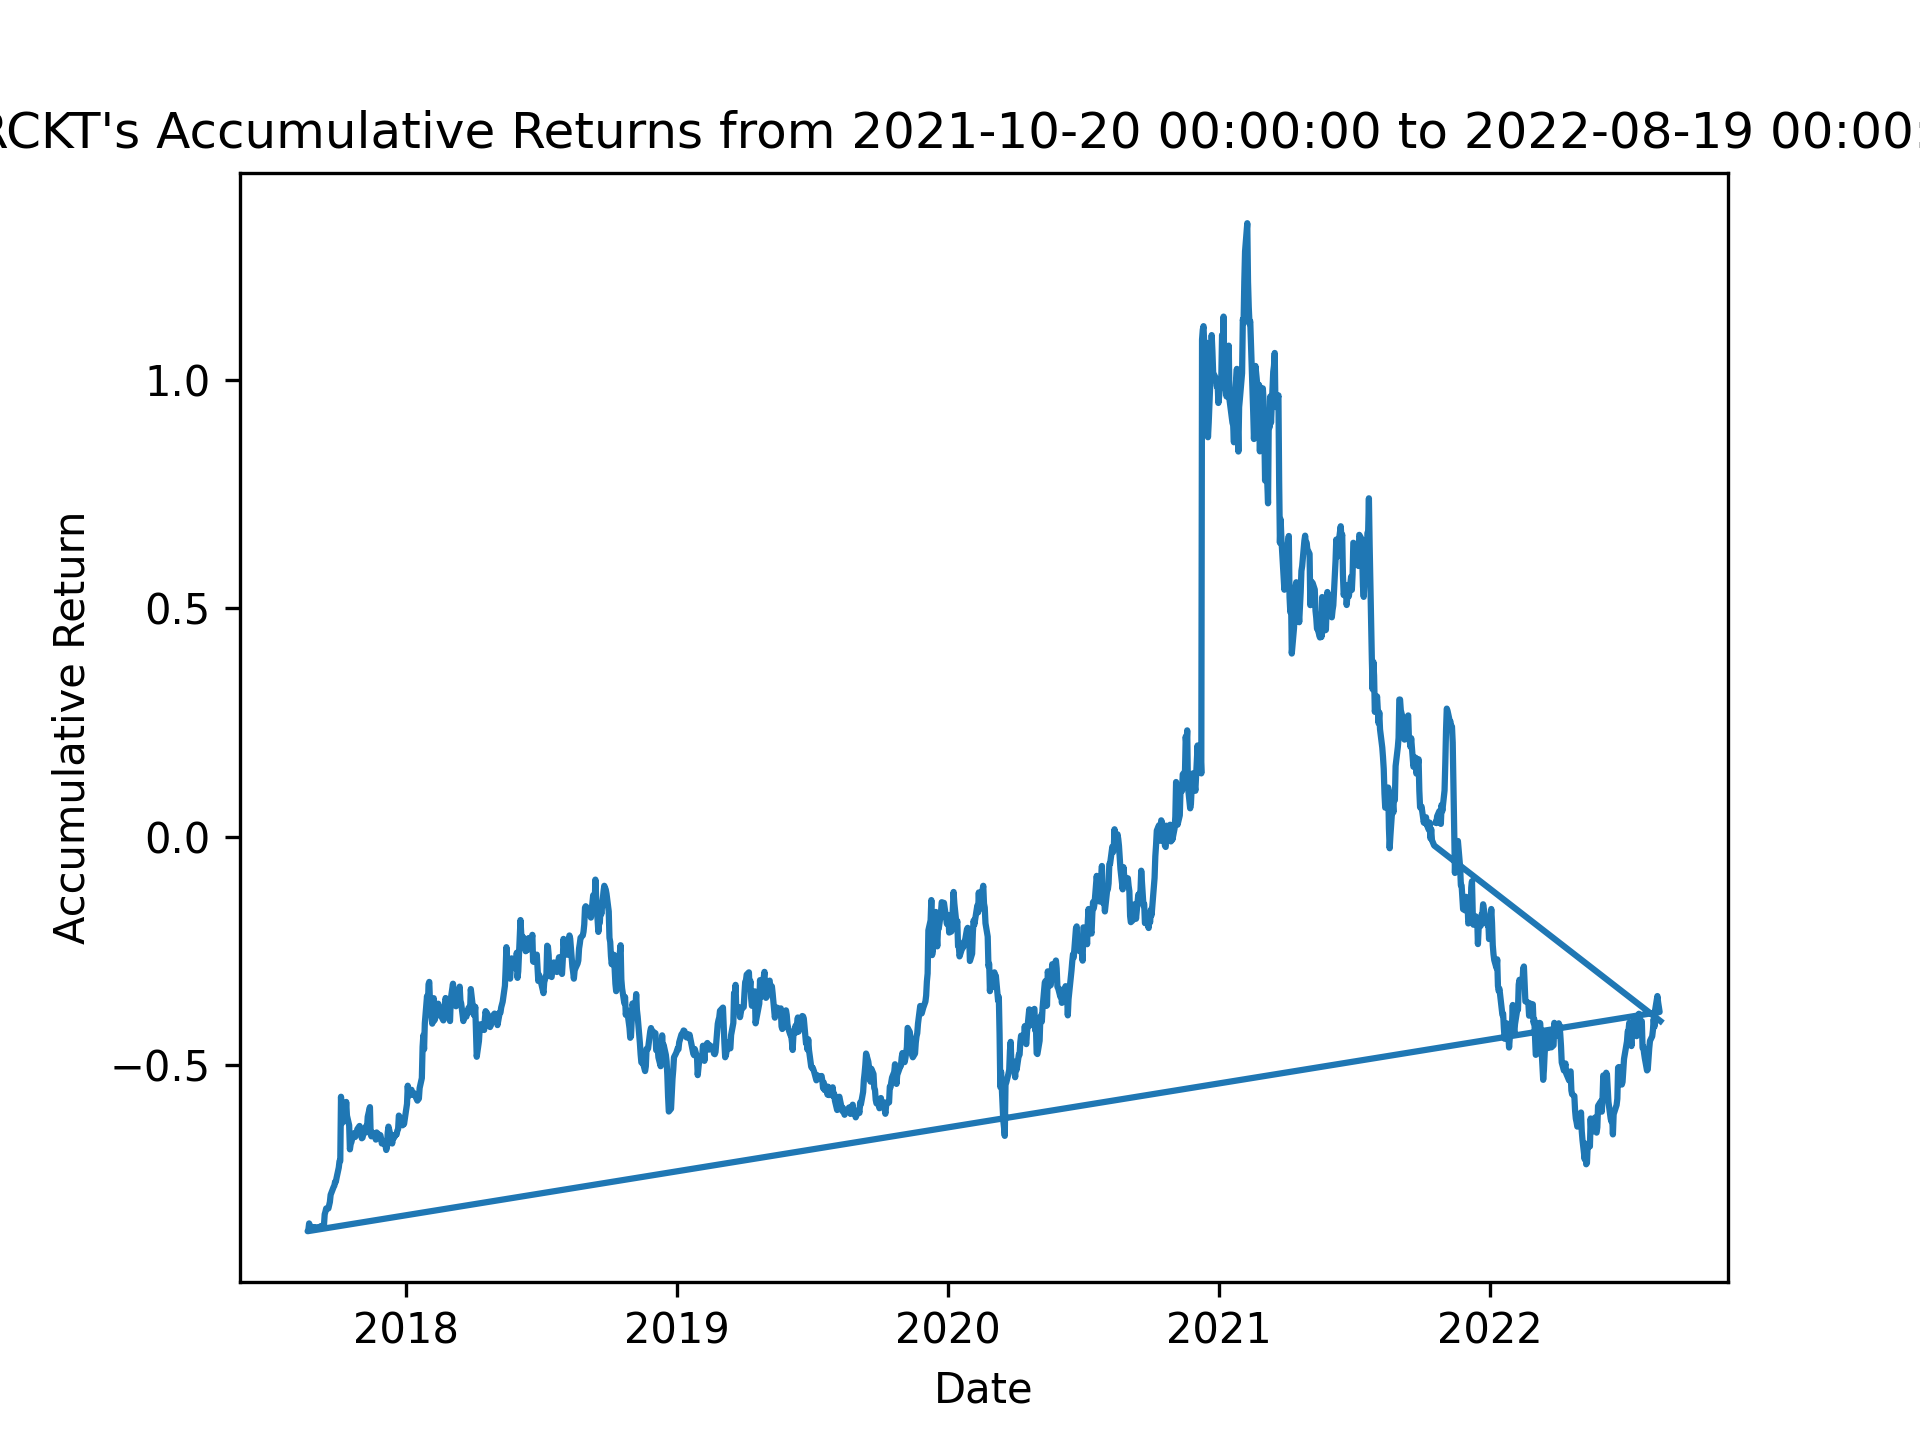 RCKT's Accumulative Returns from 2021-10-20 00:00:00 to 2022-08-19 00:00:
Accumulative Return
1.0
0.5
0.0
−0.5
2018 2019 2020 2021 2022
Date